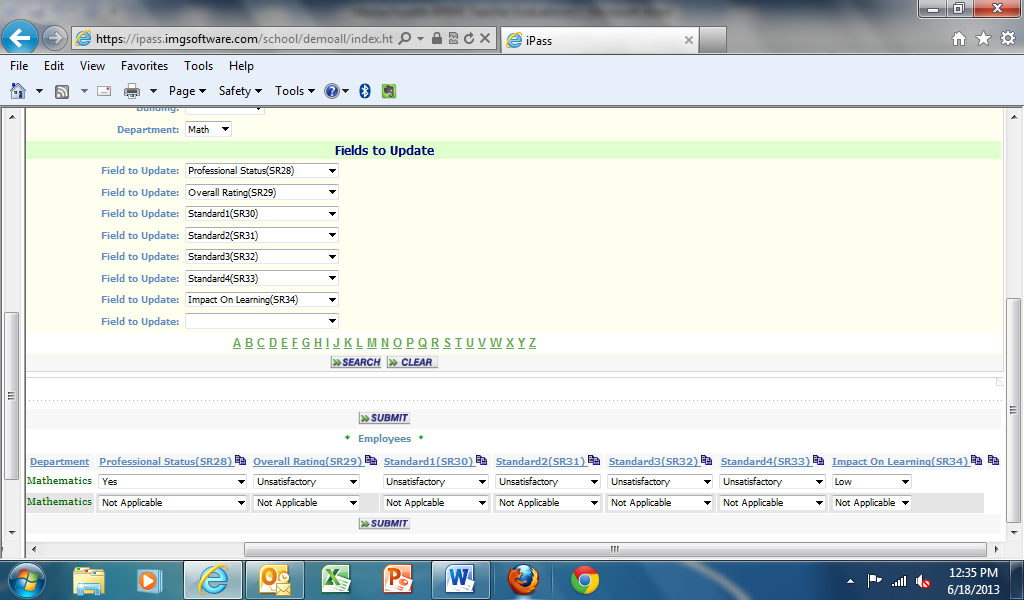 https://ipass.imgsoftware.com/school/demoall/index.ht
iPass
File Edit View Favorites Tools Help
Page Safety Tools
Building:
Department: Math
Fields to Update
Field to Update: Professional Status(SR28)
Field to Update: Overall Rating(SR29)
Field to Update: Standard1(SR30)
Field to Update: Standard2(SR31)
Field to Update: Standard3(SR32)
Field to Update: Standard4(SR33)
Field to Update: Impact On Learning(SR34)
Field to Update:
A B C D E F G H I J K L M N O P Q R S T U V W X Y Z
SEARCH CLEAR
SUBMIT
* Employees *
Department Professional Status(SR28) Overall Rating(SR29) Standard1(SR30) Standard2(SR31) Standard3(SR32) Standard4(SR33) Impact On Learning(SR34)
Mathematics Yes Unsatisfactory Unsatisfactory Unsatisfactory Unsatisfactory Unsatisfactory Low
Mathematics Not Applicable Not Applicable Not Applicable Not Applicable Not Applicable Not Applicable Not Applicable
SUBMIT
12:35 PM
6/18/2013